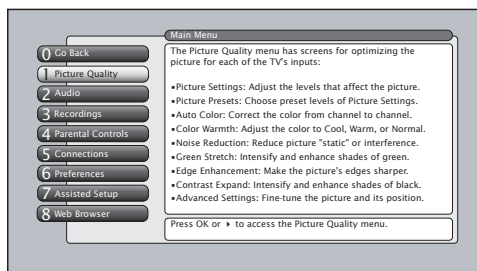 Main Menu
0 Go Back
1 Picture Quality
2 Audio
3 Recordings
4 Parental Controls
5 Connections
6 Preferences
7 Assisted Setup
8 Web Browser
The Picture Quality menu has screens for optimizing the
picture for each of the TV's inputs:
▪Picture Settings: Adjust the levels that affect the picture.
▪Picture Presets: Choose preset levels of Picture Settings.
▪Auto Color: Correct the color from channel to channel.
▪Color Warmth: Adjust the color to Cool, Warm, or Normal.
▪Noise Reduction: Reduce picture "static" or interference.
▪Green Stretch: Intensify and enhance shades of green.
▪Edge Enhancement: Make the picture's edges sharper.
▪Contrast Expand: Intensify and enhance shades of black.
▪Advanced Settings: Fine-tune the picture and its position.
Press OK or ▸ to access the Picture Quality menu.